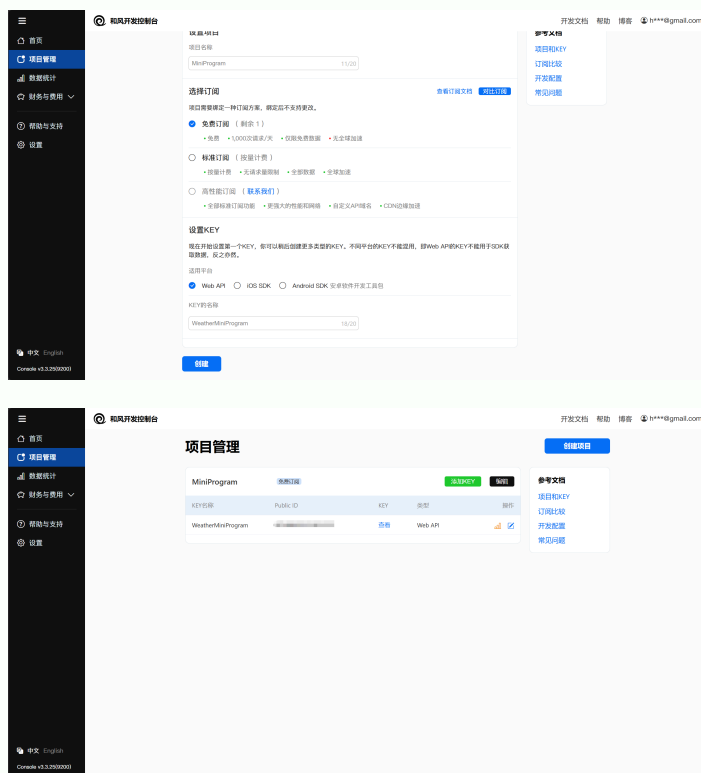 和风开发控制台
开发文档 帮助 博客 h***@gmail.com
首页
项目管理
数据统计
财务与费用
帮助与支持
设置
中文 English
Console v3.3.25(9200)
设置项目
项目名称
MiniProgram 11/20
选择订阅 查看订阅文档 对比订阅
项目需要绑定一种订阅方案，绑定后不支持更改。
免费订阅 （ 剩余 1 ）
• 免费 • 1,000次请求/天 • 仅限免费数据 • 无全球加速
标准订阅 （ 按量计费 ）
• 按量计费 • 无请求量限制 • 全部数据 • 全球加速
高性能订阅 （ 联系我们 ）
• 全部标准订阅功能 • 更强大的性能和网络 • 自定义API域名 • CDN边缘加速
设置KEY
现在开始设置第一个KEY，你可以稍后创建更多类型的KEY。不同平台的KEY不能混用，即Web API的KEY不能用于SDK获
取数据，反之亦然。
适用平台
Web API iOS SDK Android SDK 安卓软件开发工具包
KEY的名称
WeatherMiniProgram 18/20
创建
参考文档
项目和KEY
订阅比较
开发配置
常见问题
和风开发控制台
开发文档 帮助 博客 h***@gmail.com
首页
项目管理
数据统计
财务与费用
帮助与支持
设置
中文 English
Console v3.3.25(9200)
项目管理 创建项目
MiniProgram 免费订阅 添加KEY 编辑
KEY名称 Public ID KEY 类型 操作
WeatherMiniProgram 查看 Web API
参考文档
项目和KEY
订阅比较
开发配置
常见问题